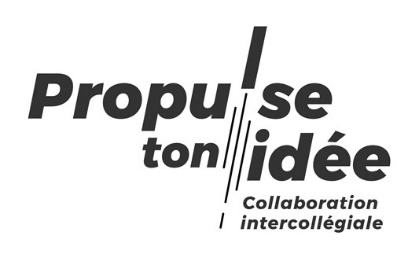 Propulse
ton idée
Collaboration
intercollégiale